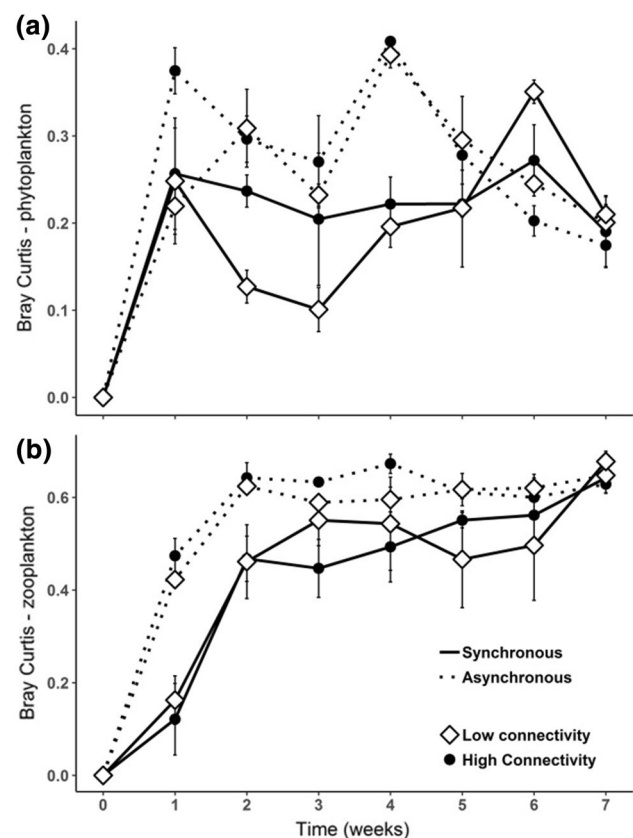 (a)
Bray Curtis - phytoplankton
0.4
0.3
0.2
0.1
0.0
(b)
Bray Curtis - zooplankton
0.6
0.4
0.2
0.0
Synchronous
Asynchronous
Low connectivity
High Connectivity
0 1 2 3 4 5 6 7
Time (weeks)